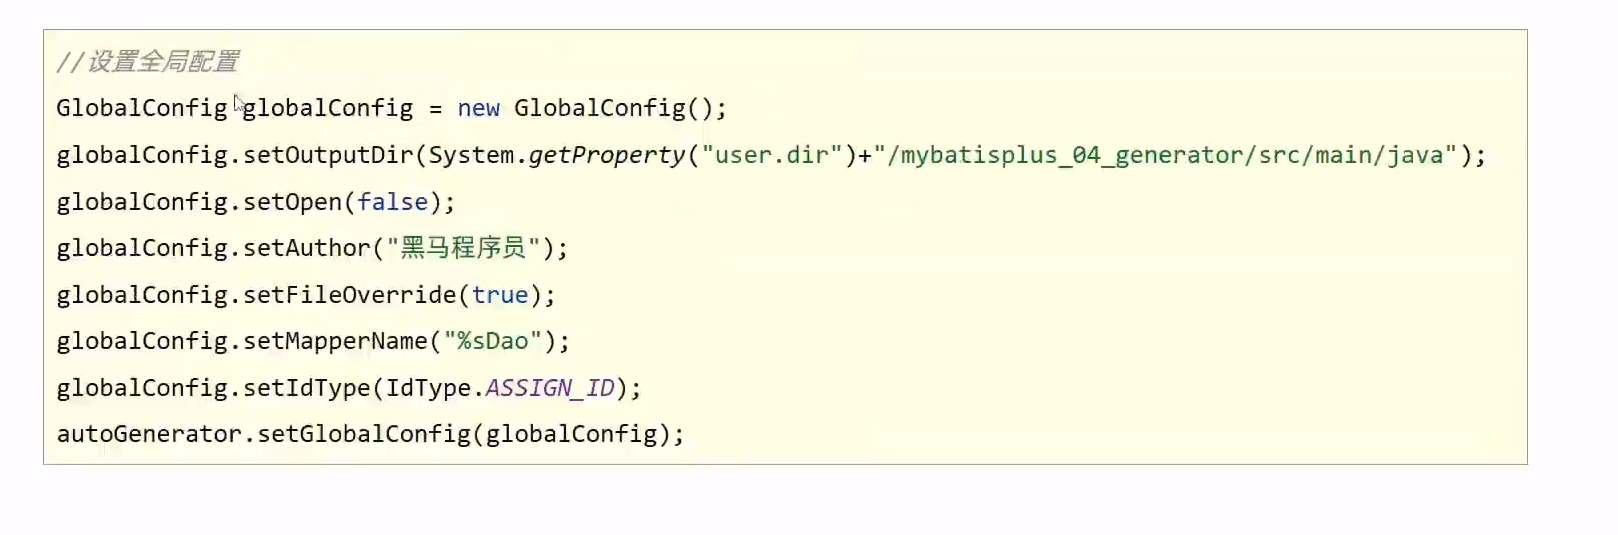 //设置全局配置
GlobalConfig globalConfig = new GlobalConfig();
globalConfig.setOutputDir(System.getProperty("user.dir")+"/mybatisplus_04_generator/src/main/java");
globalConfig.setOpen(false);
globalConfig.setAuthor("黑马程序员");
globalConfig.setFileOverride(true);
globalConfig.setMapperName("%sDao");
globalConfig.setIdType(IdType.ASSIGN_ID);
autoGenerator.setGlobalConfig(globalConfig);